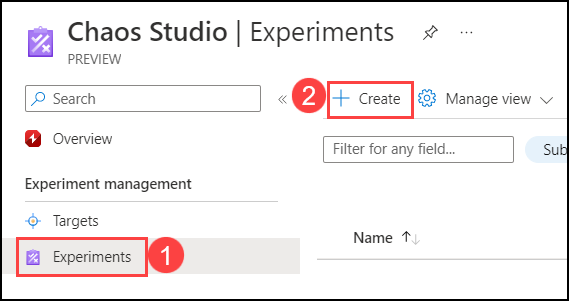 Chaos Studio | Experiments
PREVIEW
Search
Overview
Experiment management
Targets
Experiments
1
2
Create
Manage view
Filter for any field...
Sub
Name